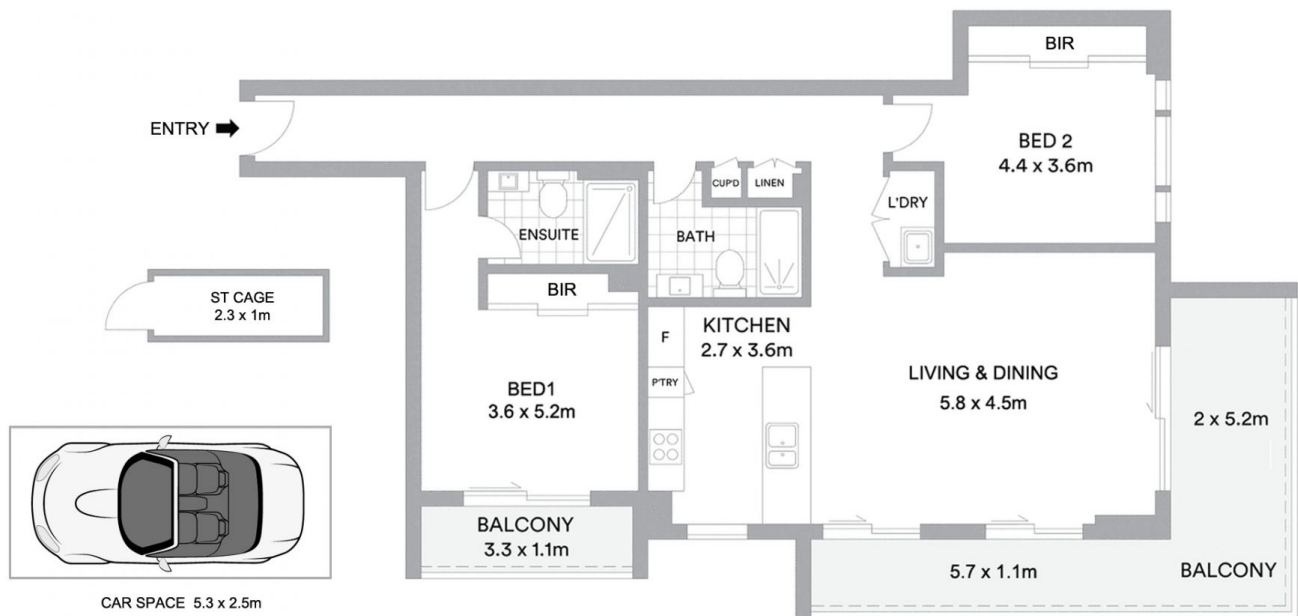 BIR
ENTRY
BED 2
4.4 x 3.6m
CUP'D
LINEN
L'DRY
ENSUITE
BATH
ST CAGE
2.3 x 1m
BIR
F
KITCHEN
2.7 x 3.6m
P'TRY
BED1
3.6 x 5.2m
LIVING & DINING
5.8 x 4.5m
2 x 5.2m
BALCONY
3.3 x 1.1m
5.7 x 1.1m
BALCONY
CAR SPACE 5.3 x 2.5m